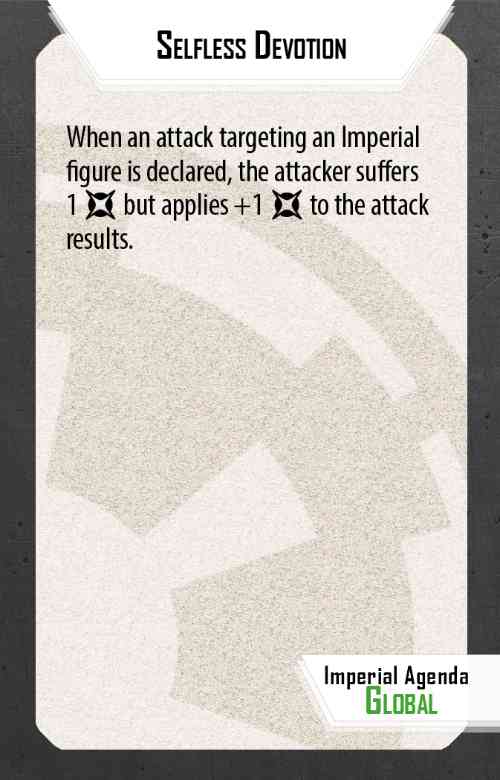 Selfless Devotion
When an attack targeting an Imperial
figure is declared, the attacker suffers
1 but applies +1 to the attack
results.
Imperial Agenda
Global